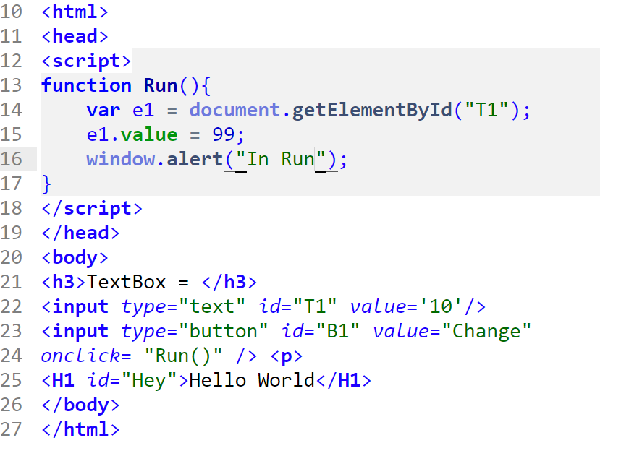 10 <html>
11 <head>
12 <script>
13 function Run(){
14     var e1 = document.getElementById("T1");
15     e1.value = 99;
16     window.alert("In Run");
17 }
18 </script>
19 </head>
20 <body>
21 <h3>TextBox = </h3>
22 <input type="text" id="T1" value='10'/>
23 <input type="button" id="B1" value="Change"
24 onclick= "Run()" /> <p>
25 <H1 id="Hey">Hello World</H1>
26 </body>
27 </html>